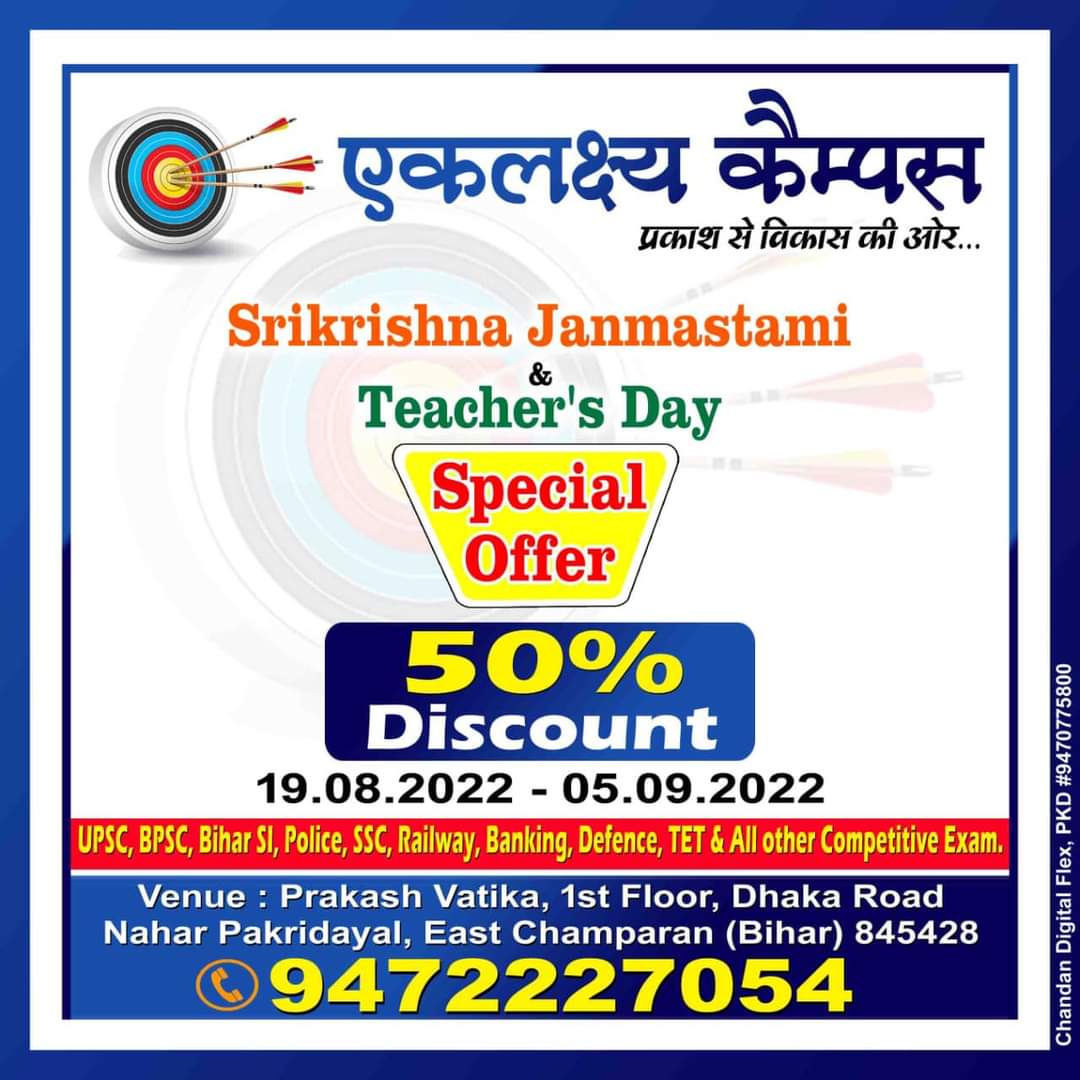 एकलक्ष्य कैम्पस
प्रकाश से विकास की ओर...
Srikrishna Janmastami
&
Teacher's Day
Special
Offer
50%
Discount
19.08.2022 - 05.09.2022
UPSC, BPSC, Bihar SI, Police, SSC, Railway, Banking, Defence, TET & All other Competitive Exam.
Venue : Prakash Vatika, 1st Floor, Dhaka Road
Nahar Pakridayal, East Champaran (Bihar) 845428
9472227054
Chandan Digital Flex, PKD #9470775800